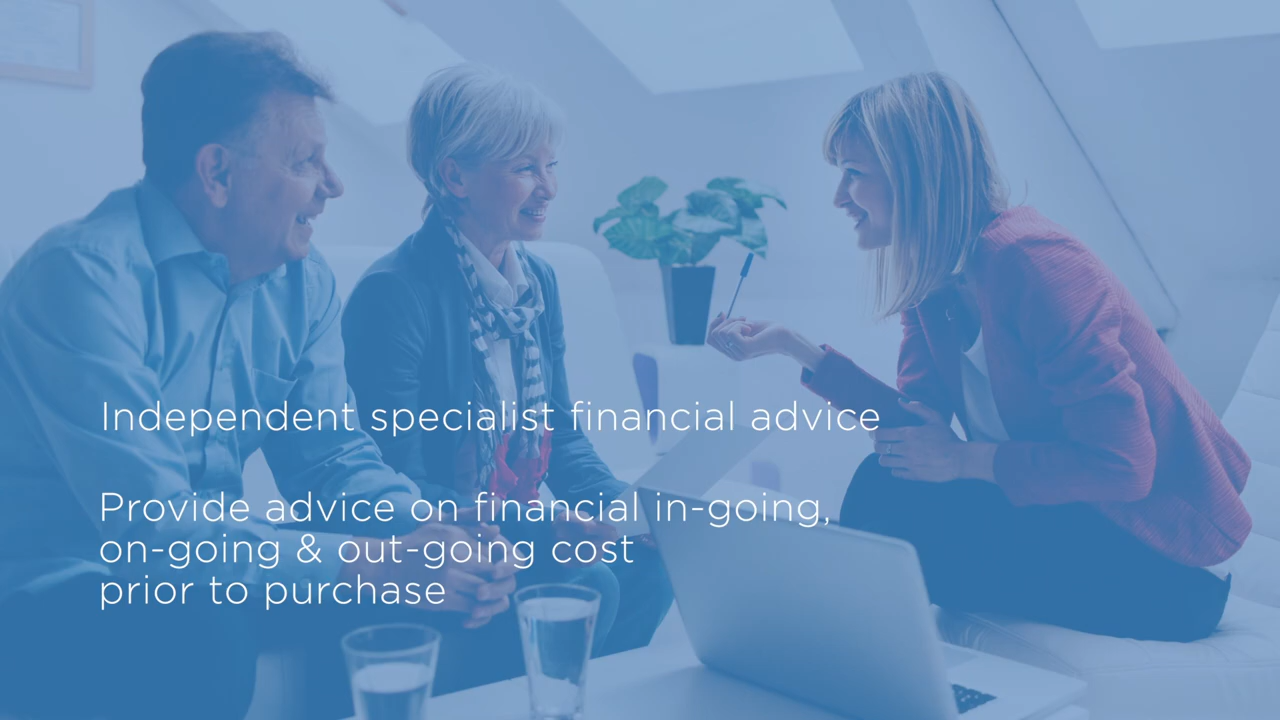 Independent specialist financial advice
Provide advice on financial in-going,
on-going & out-going cost
prior to purchase